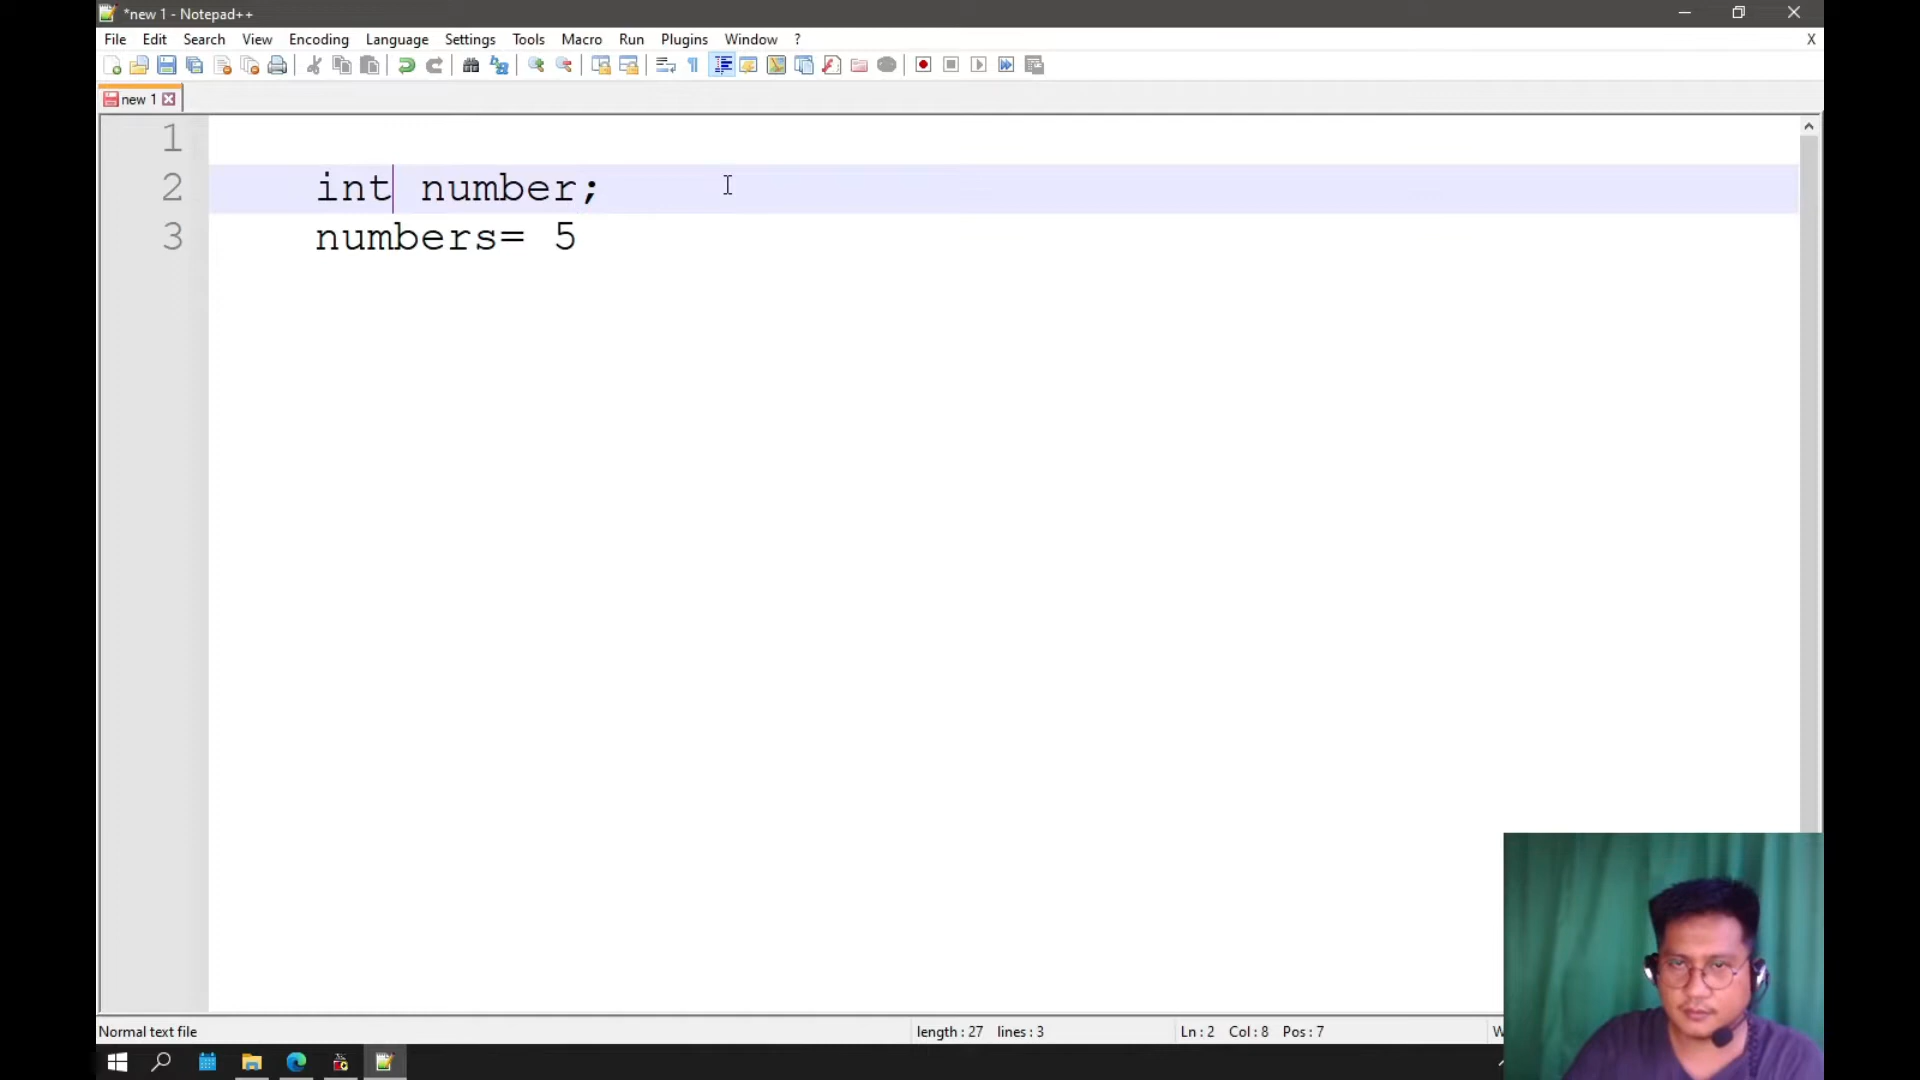 *new 1 - Notepad++
File Edit Search View Encoding Language Settings Tools Macro Run Plugins Window ? X
new 1
1
2 int number;
3 numbers= 5
Normal text file length : 27 lines : 3 Ln : 2 Col : 8 Pos : 7 W